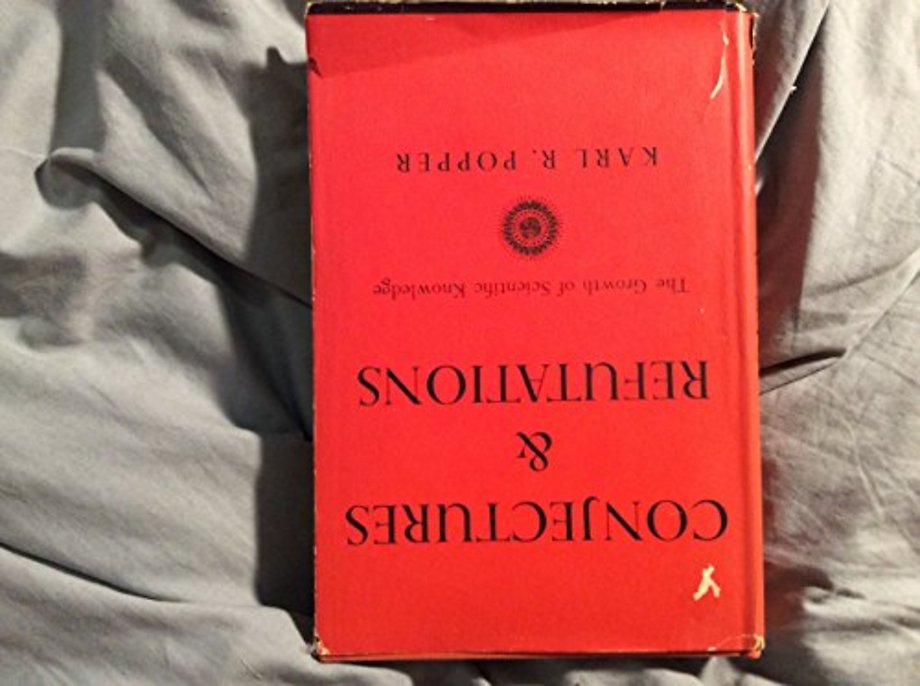 CONJECTURES
&
REFUTATIONS
The Growth of Scientific Knowledge
KARL R. POPPER